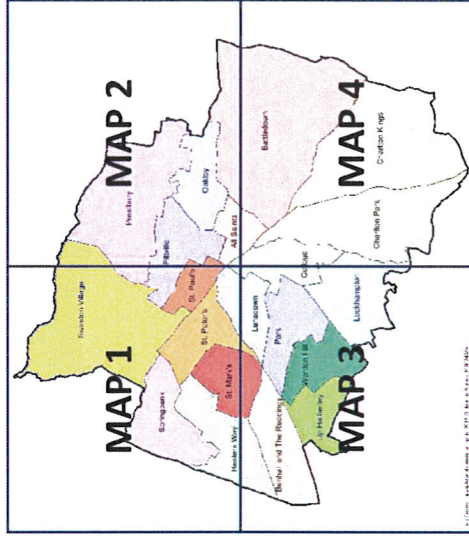 MAP 1
MAP 2
Swindon Village
Prestbury
Springbank
St. Peter's
St. Paul's
Pittville
Oakley
St. Mark's
Hesters Way
All Saints
Battledown
Lansdown
Benhall and The Reddings
Park
College
MAP 3
MAP 4
Up Hatherley
Warden Hill
Leckhampton
Charlton Park
Charlton Kings